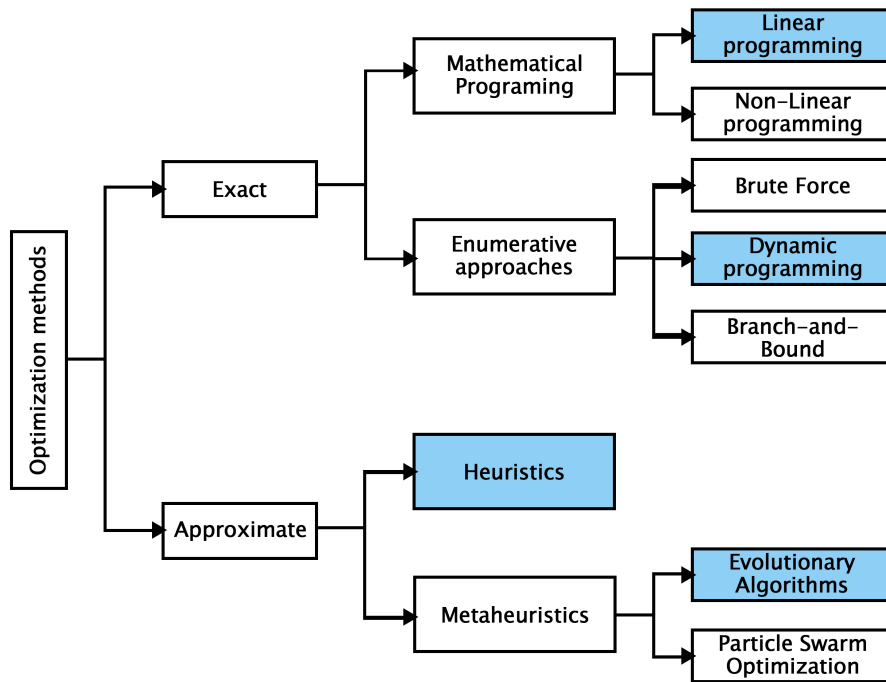 Optimization methods
Exact
Approximate
Mathematical
Programing
Enumerative
approaches
Heuristics
Metaheuristics
Linear
programming
Non-Linear
programming
Brute Force
Dynamic
programming
Branch-and-
Bound
Evolutionary
Algorithms
Particle Swarm
Optimization